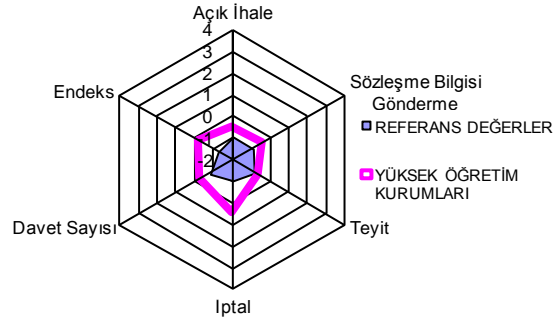 Açık İhale
4
3
2
1
0
-1
-2
Endeks
Sözleşme Bilgisi
Gönderme
REFERANS DEĞERLER
YÜKSEK ÖĞRETİM
KURUMLARI
Davet Sayısı
Teyit
Iptal